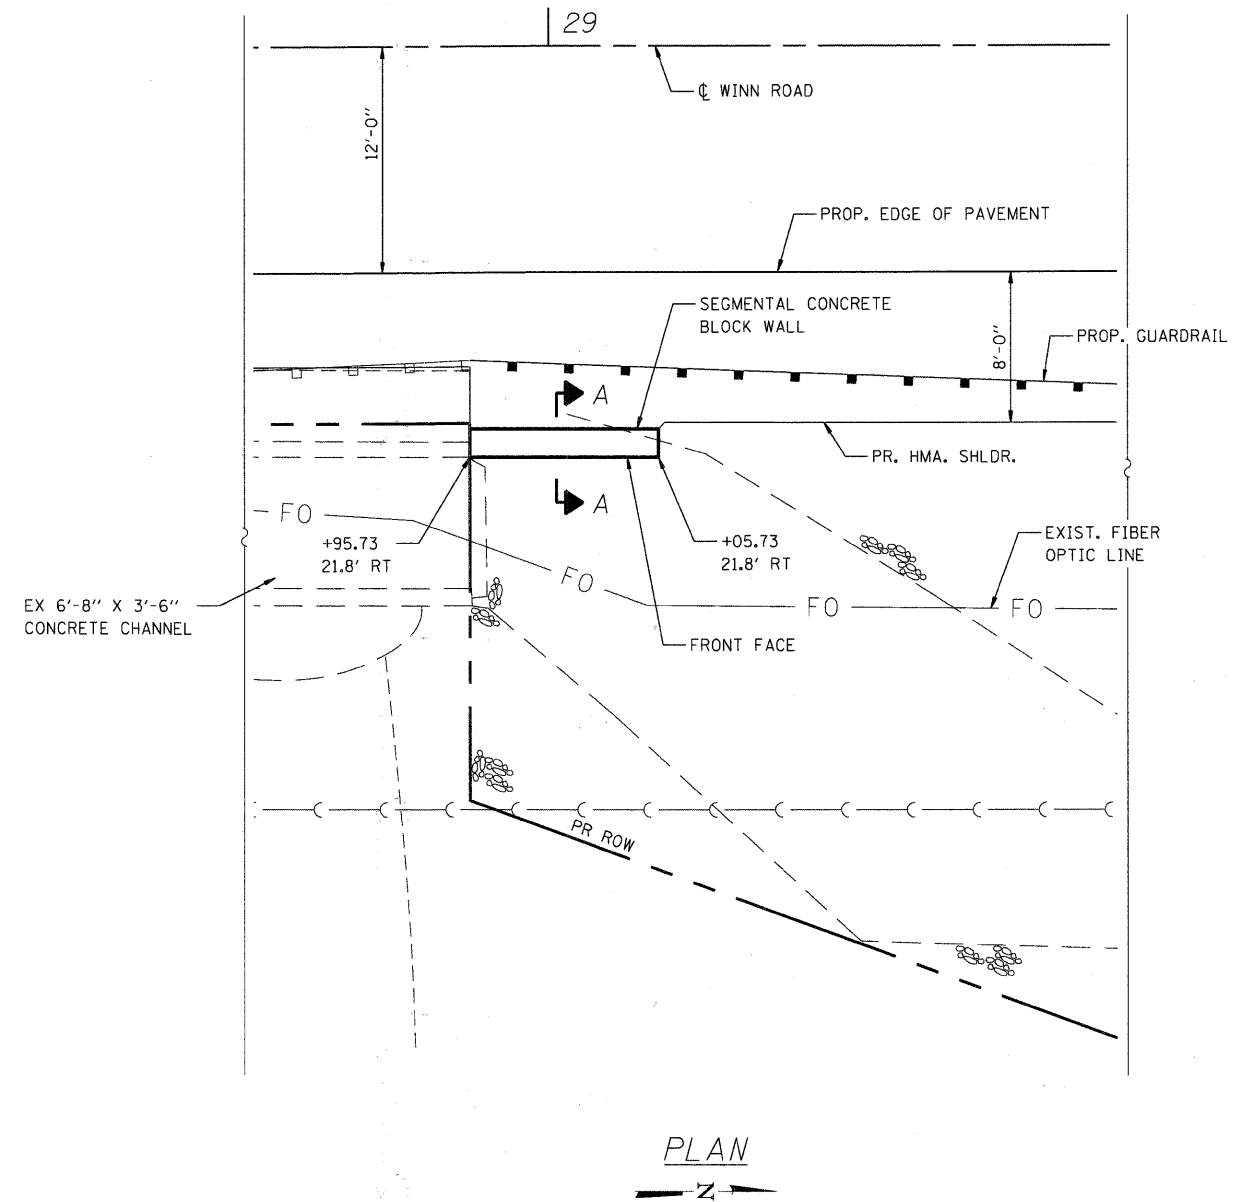 29
℄ WINN ROAD
12'-0"
PROP. EDGE OF PAVEMENT
SEGMENTAL CONCRETE
BLOCK WALL
8'-0"
PROP. GUARDRAIL
A
PR. HMA. SHLDR.
A
FO
+95.73
21.8' RT
+05.73
21.8' RT
EXIST. FIBER
OPTIC LINE
FO
FO
FO
EX 6'-8" X 3'-6"
CONCRETE CHANNEL
FRONT FACE
PR ROW
PLAN
N